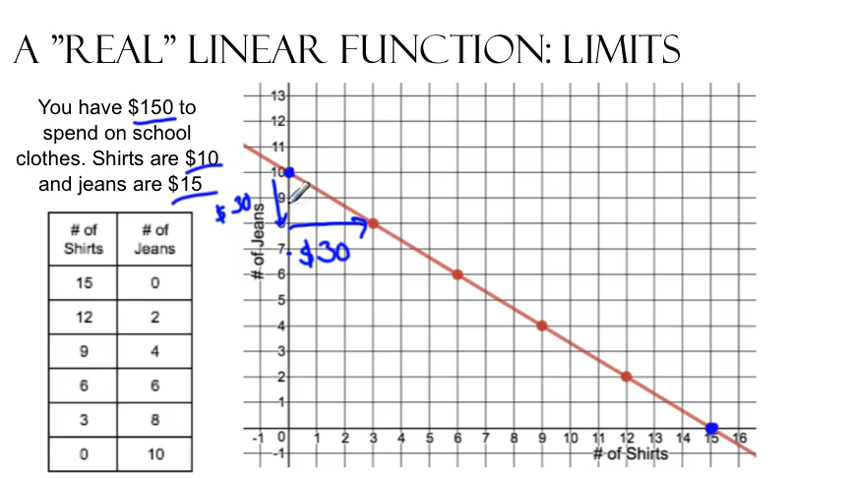 A "REAL" LINEAR FUNCTION: LIMITS
You have $150 to
spend on school
clothes. Shirts are $10
and jeans are $15
# of Shirts # of Jeans
15 0
12 2
9 4
6 6
3 8
0 10
13
12
11
10
9
8
7
6
5
4
3
2
1
-1 0 1 2 3 4 5 6 7 8 9 10 11 12 13 14 15 16
-1
# of Jeans
# of Shirts
$30
$30